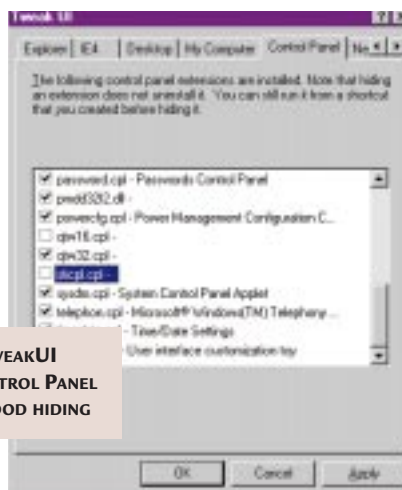 Tweak UI
Explorer IE4 Desktop My Computer Control Panel
The following control panel extensions are installed. Note that hiding
an extension does not uninstall it. You can still run it from a shortcut
that you created before hiding it.
password.cpl - Passwords Control Panel
powercfg.cpl - Power Management Configuration C...
qtw16.cpl -
qtw32.cpl -
sticpl.cpl -
sysdm.cpl - System Control Panel Applet
telephon.cpl - Microsoft® Windows(TM) Telephony ...
- Time/Date Settings
User interface customization toy
WEAKUI
TROL PANEL
OOD HIDING
OK Cancel Apply